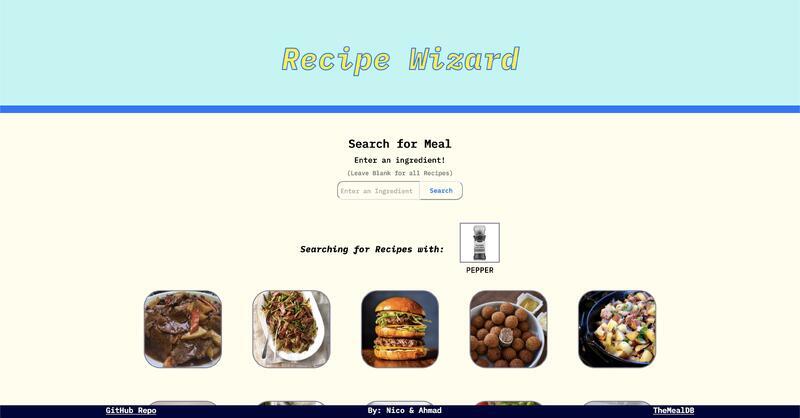 Recipe Wizard
Search for Meal
Enter an ingredient!
(Leave Blank for all Recipes)
Enter an Ingredient
Search
Searching for Recipes with:
PEPPER
GitHub Repo
By: Nico & Ahmad
TheMealDB